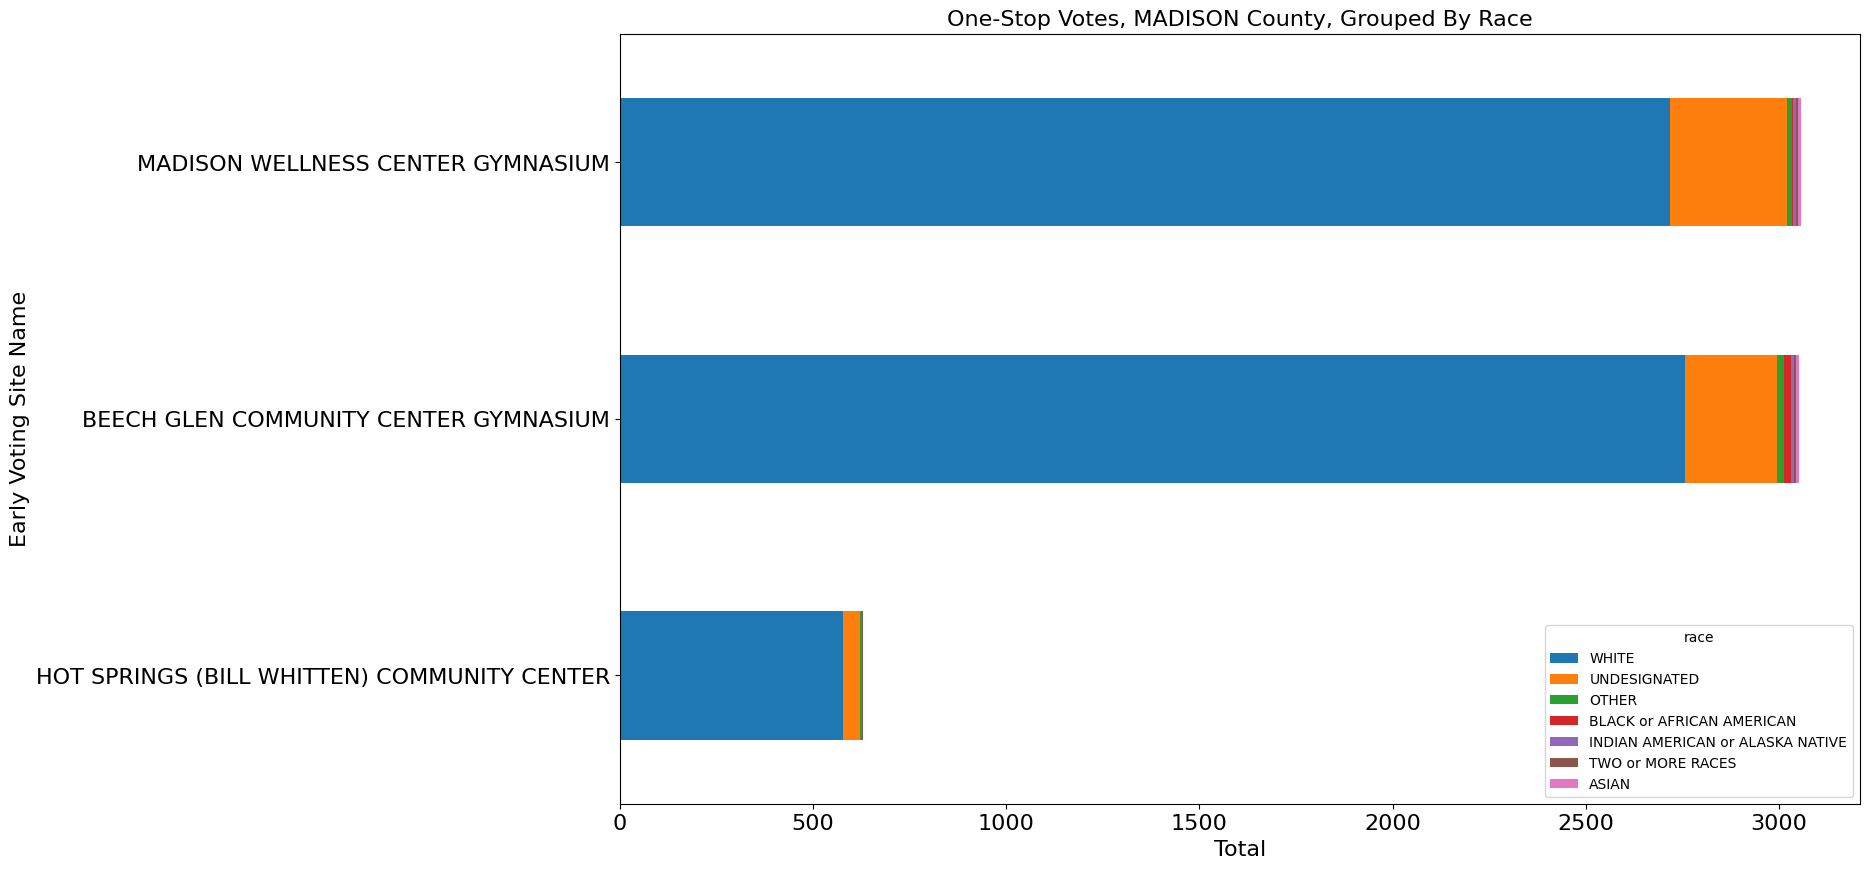 One-Stop Votes, MADISON County, Grouped By Race
Early Voting Site Name
MADISON WELLNESS CENTER GYMNASIUM
BEECH GLEN COMMUNITY CENTER GYMNASIUM
HOT SPRINGS (BILL WHITTEN) COMMUNITY CENTER
race
WHITE
UNDESIGNATED
OTHER
BLACK or AFRICAN AMERICAN
INDIAN AMERICAN or ALASKA NATIVE
TWO or MORE RACES
ASIAN
0 500 1000 1500 2000 2500 3000
Total